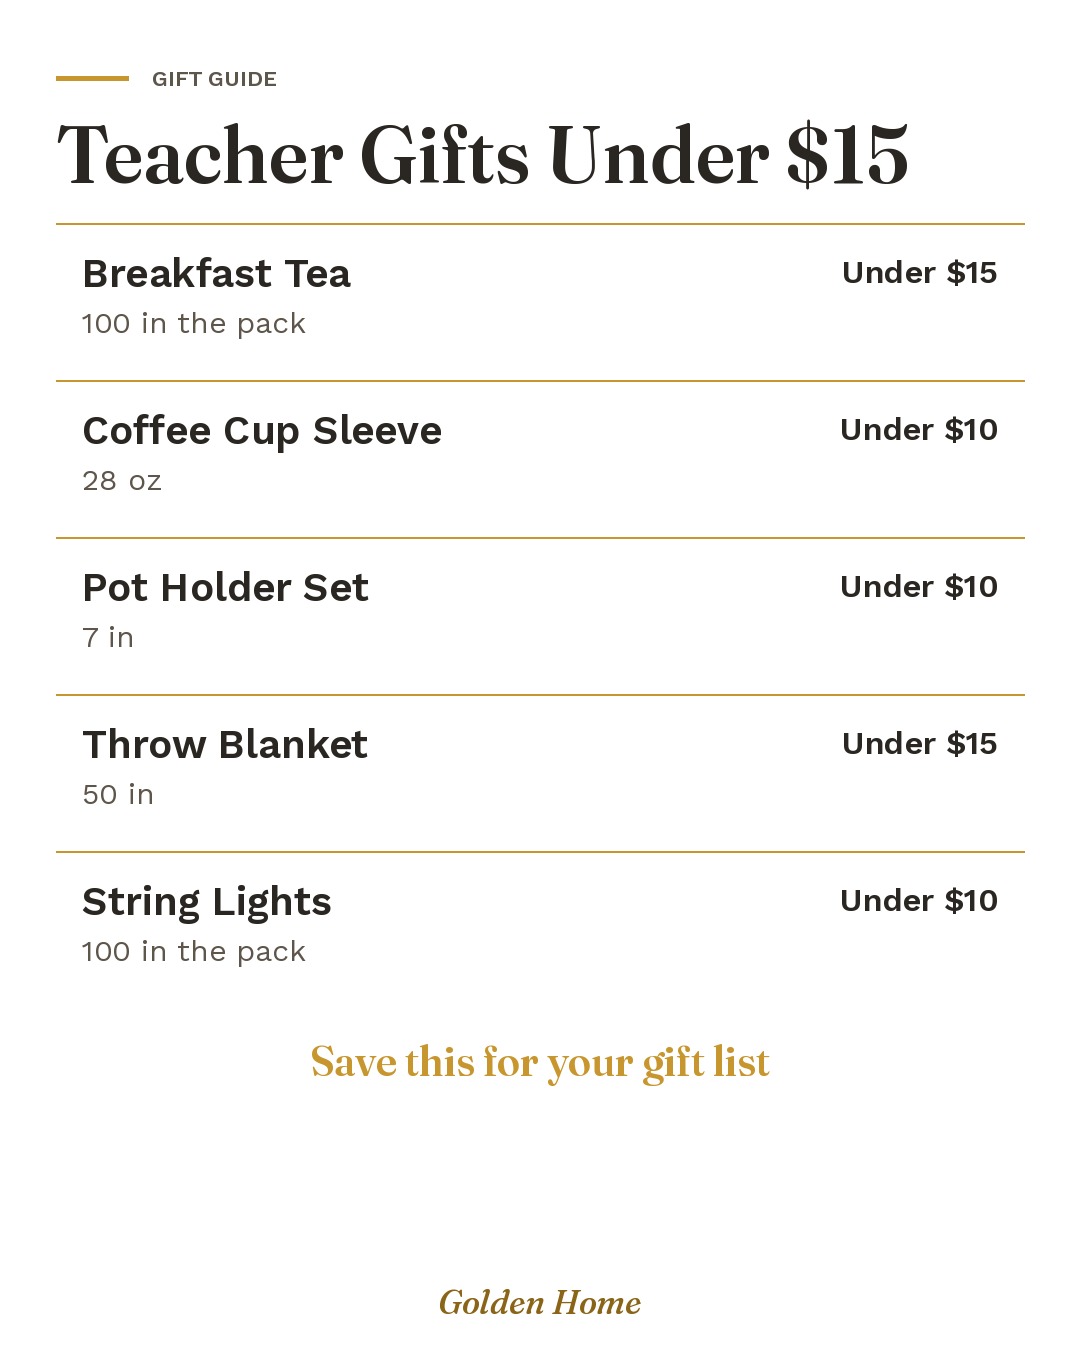 GIFT GUIDE
Teacher Gifts Under $15
Breakfast Tea Under $15
100 in the pack
Coffee Cup Sleeve Under $10
28 oz
Pot Holder Set Under $10
7 in
Throw Blanket Under $15
50 in
String Lights Under $10
100 in the pack
Save this for your gift list
Golden Home